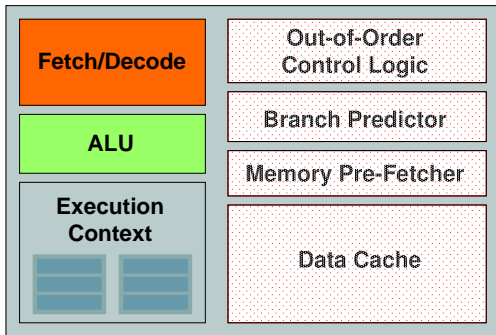 Fetch/Decode
ALU
Execution
Context
Out-of-Order
Control Logic
Branch Predictor
Memory Pre-Fetcher
Data Cache